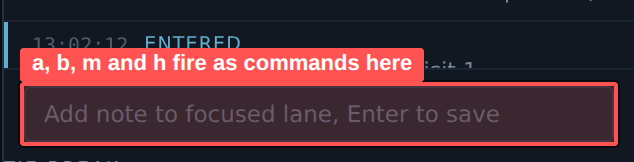 13:02:12 ENTERED
a, b, m and h fire as commands here
Add note to focused lane, Enter to save